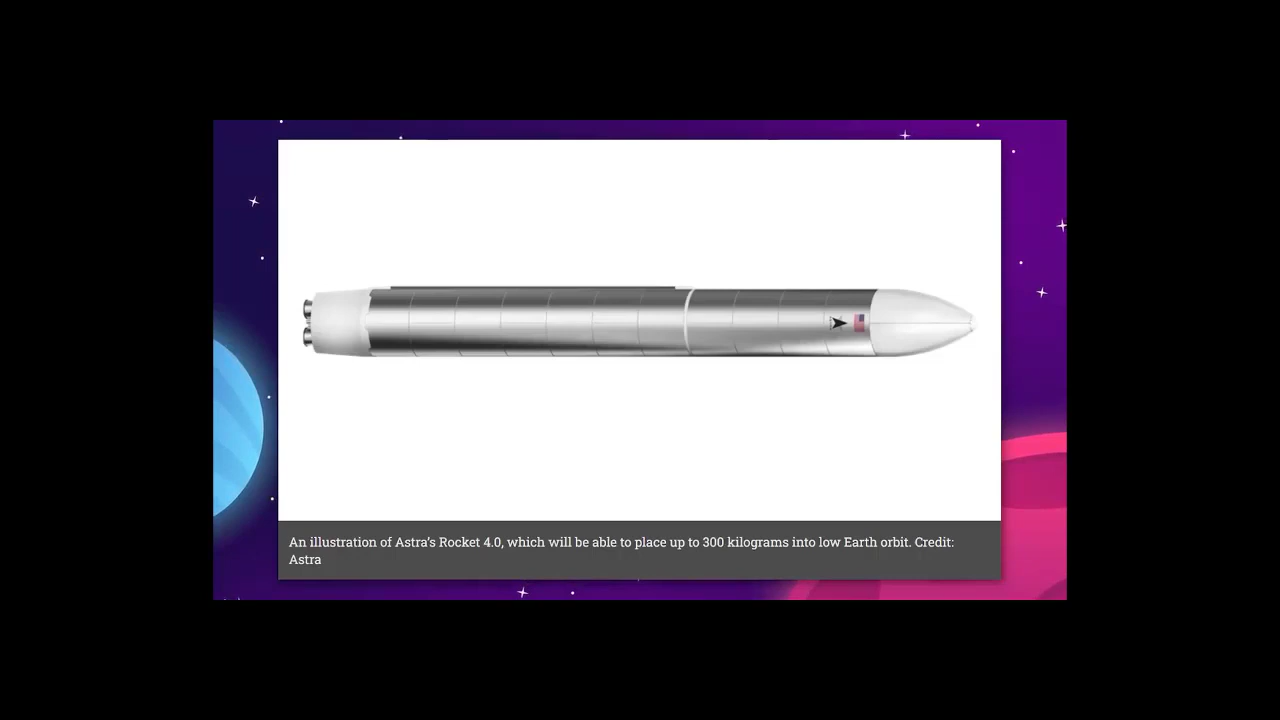 An illustration of Astra’s Rocket 4.0, which will be able to place up to 300 kilograms into low Earth orbit. Credit:
Astra